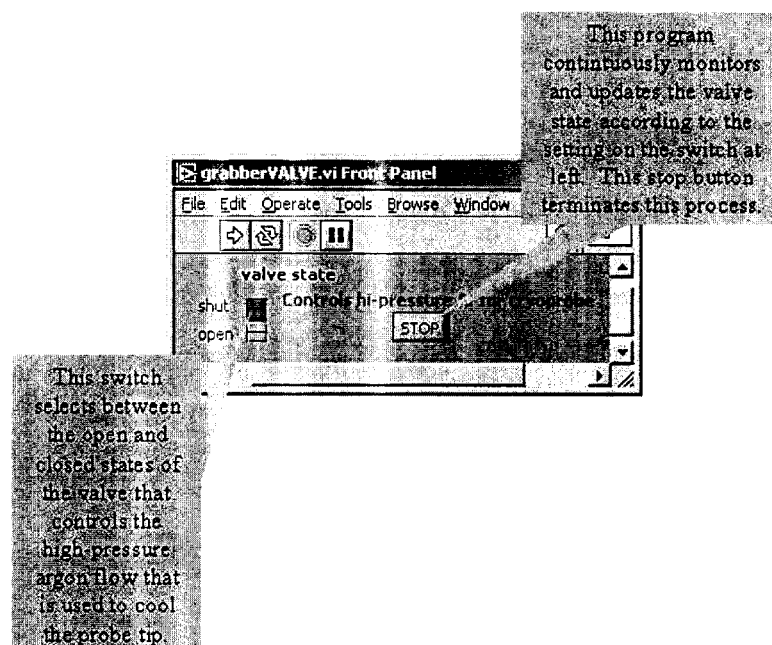 This program
contintuously monitors
and updates the valve
state according to the
setting on the switch at
left. This stop button
terminates this process.
grabberVALVE.vi Front Panel
File Edit Operate Tools Browse Window
valve state
Controls hi-pressure
shut
open
STOP
This switch
selects between
the open and
closed states of
the valve that
controls the
high-pressure
argon flow that
is used to cool
the probe tip.